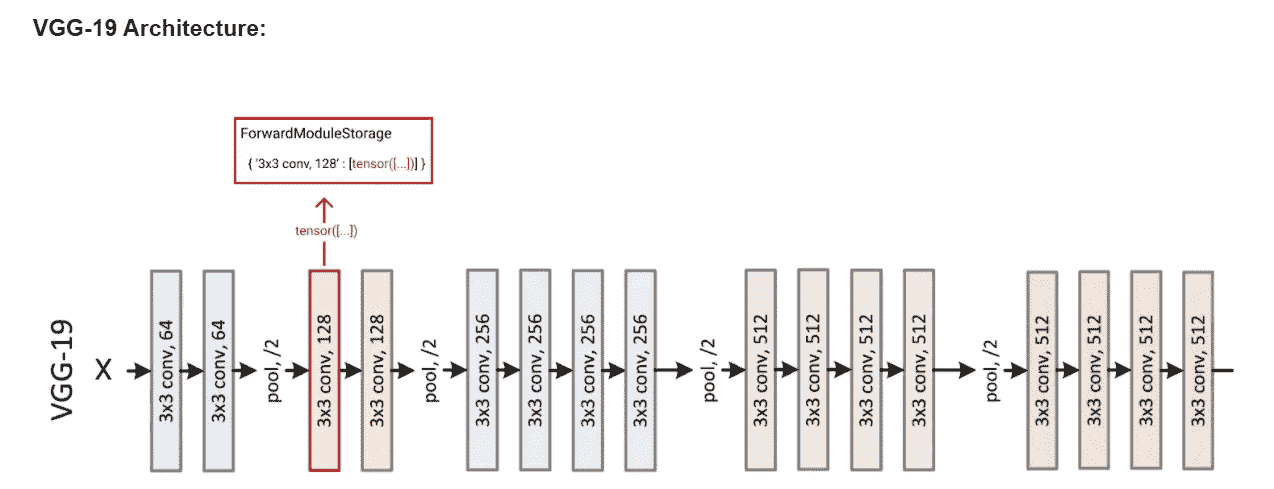 VGG-19 Architecture:
ForwardModuleStorage
{ '3x3 conv, 128' : [tensor([...])] }
tensor([...])
VGG-19
X
3x3 conv, 64
3x3 conv, 64
pool, /2
3x3 conv, 128
3x3 conv, 128
pool, /2
3x3 conv, 256
3x3 conv, 256
3x3 conv, 256
3x3 conv, 256
pool, /2
3x3 conv, 512
3x3 conv, 512
3x3 conv, 512
3x3 conv, 512
pool, /2
3x3 conv, 512
3x3 conv, 512
3x3 conv, 512
3x3 conv, 512